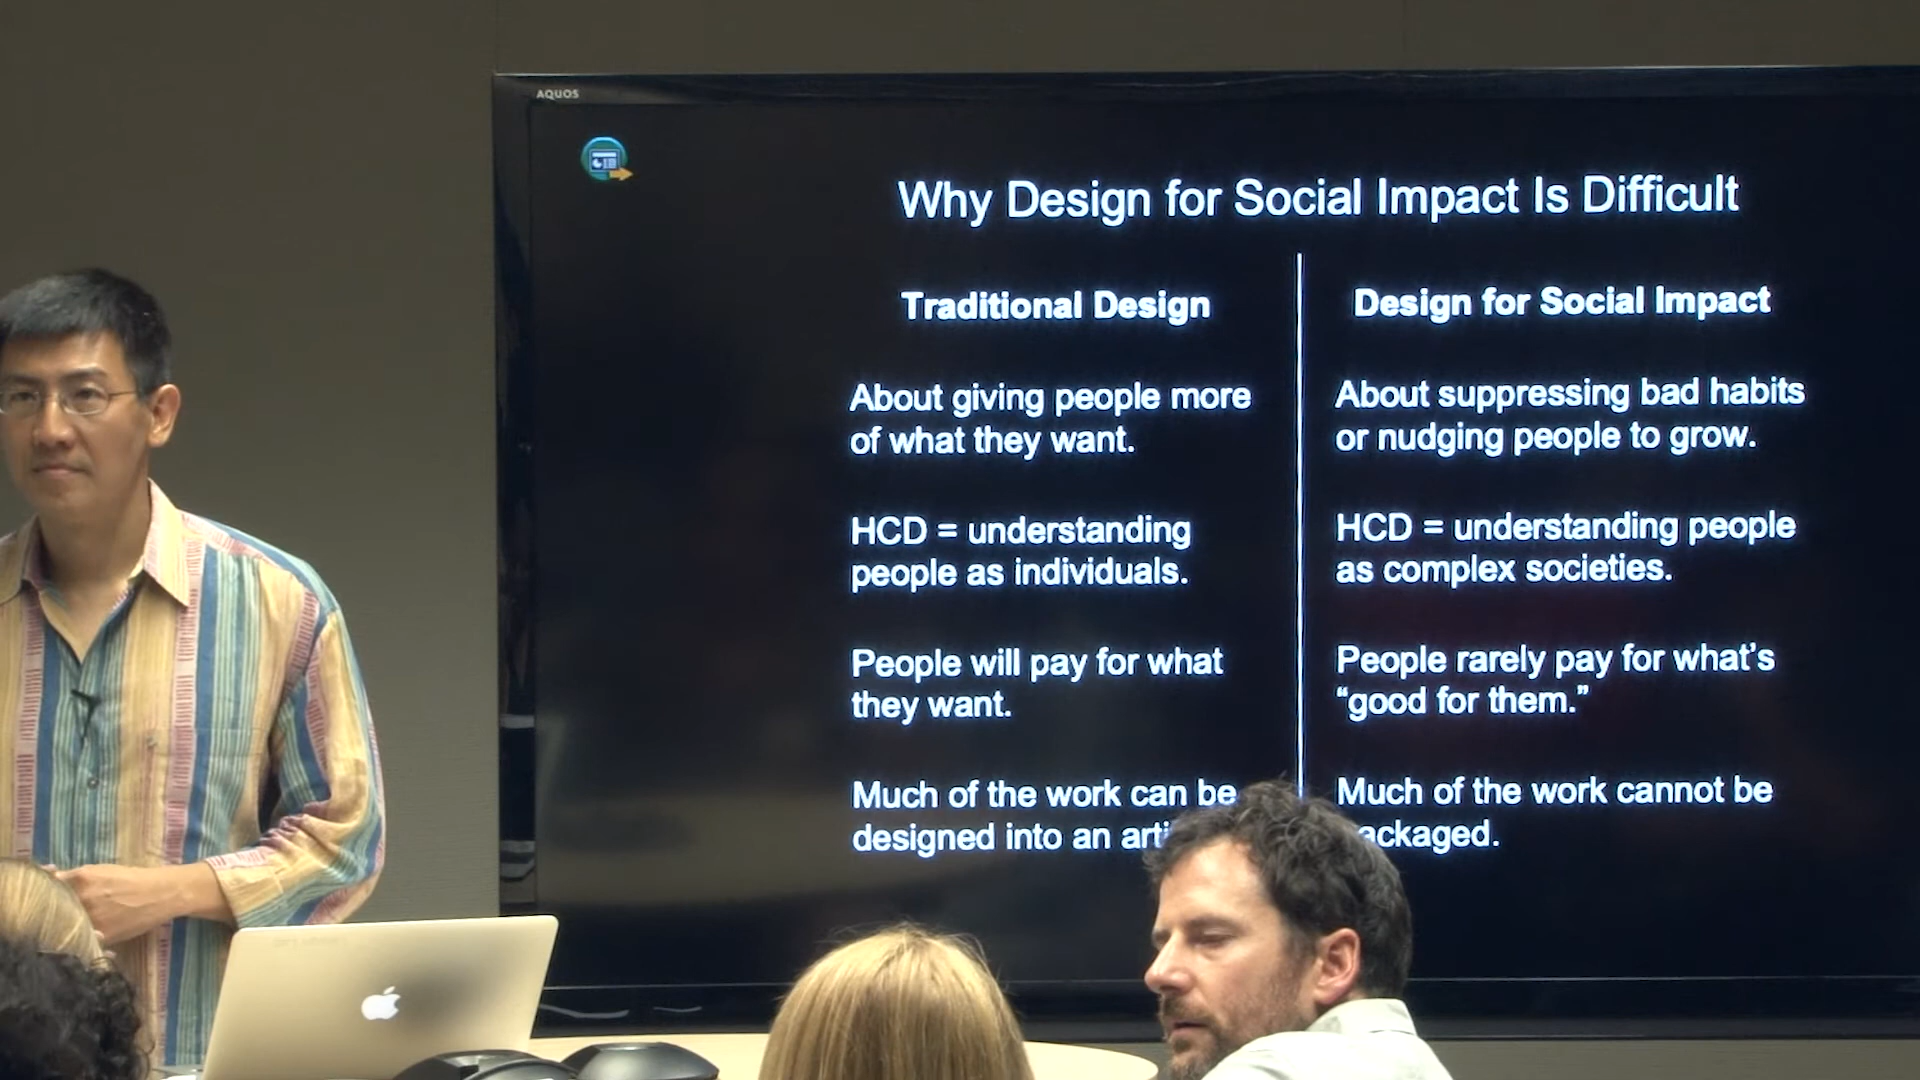 AQUOS
Why Design for Social Impact Is Difficult
Traditional Design
About giving people more
of what they want.
HCD = understanding
people as individuals.
People will pay for what
they want.
Much of the work can be
designed into an
Design for Social Impact
About suppressing bad habits
or nudging people to grow.
HCD = understanding people
as complex societies.
People rarely pay for what's
“good for them.”
Much of the work cannot be